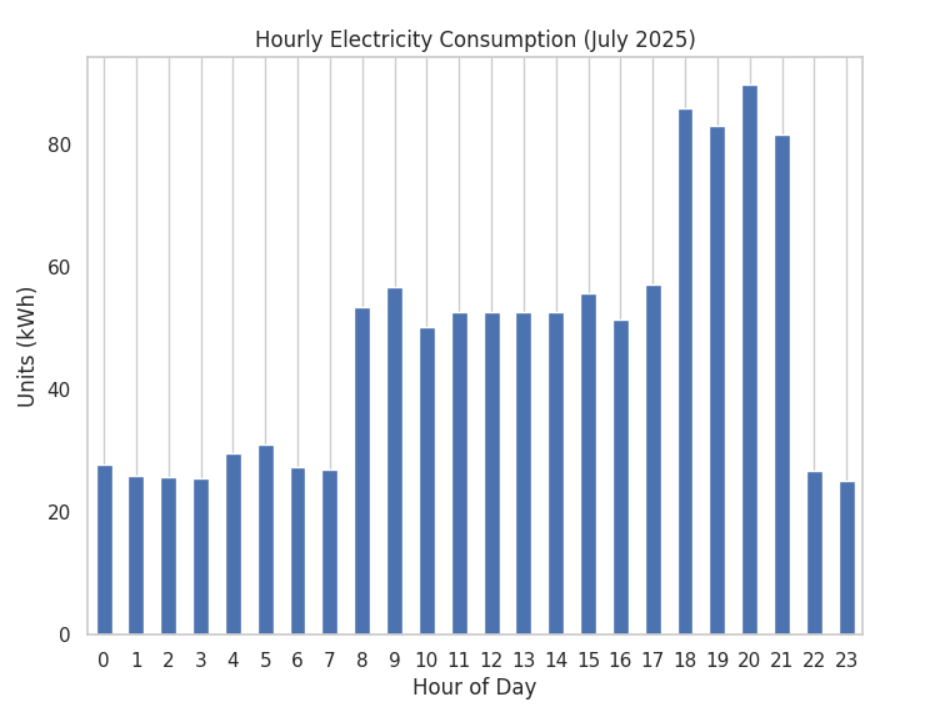 Hourly Electricity Consumption (July 2025)
80
60
40
20
0
Units (kWh)
0 1 2 3 4 5 6 7 8 9 10 11 12 13 14 15 16 17 18 19 20 21 22 23
Hour of Day